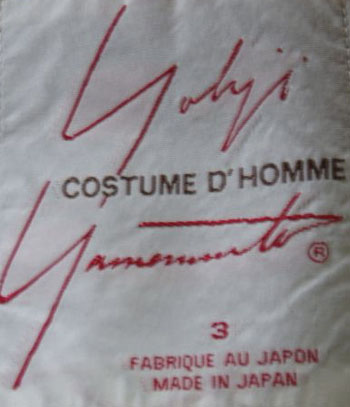 Yohji
COSTUME D'HOMME
Yamamoto ®
3
FABRIQUE AU JAPON
MADE IN JAPAN